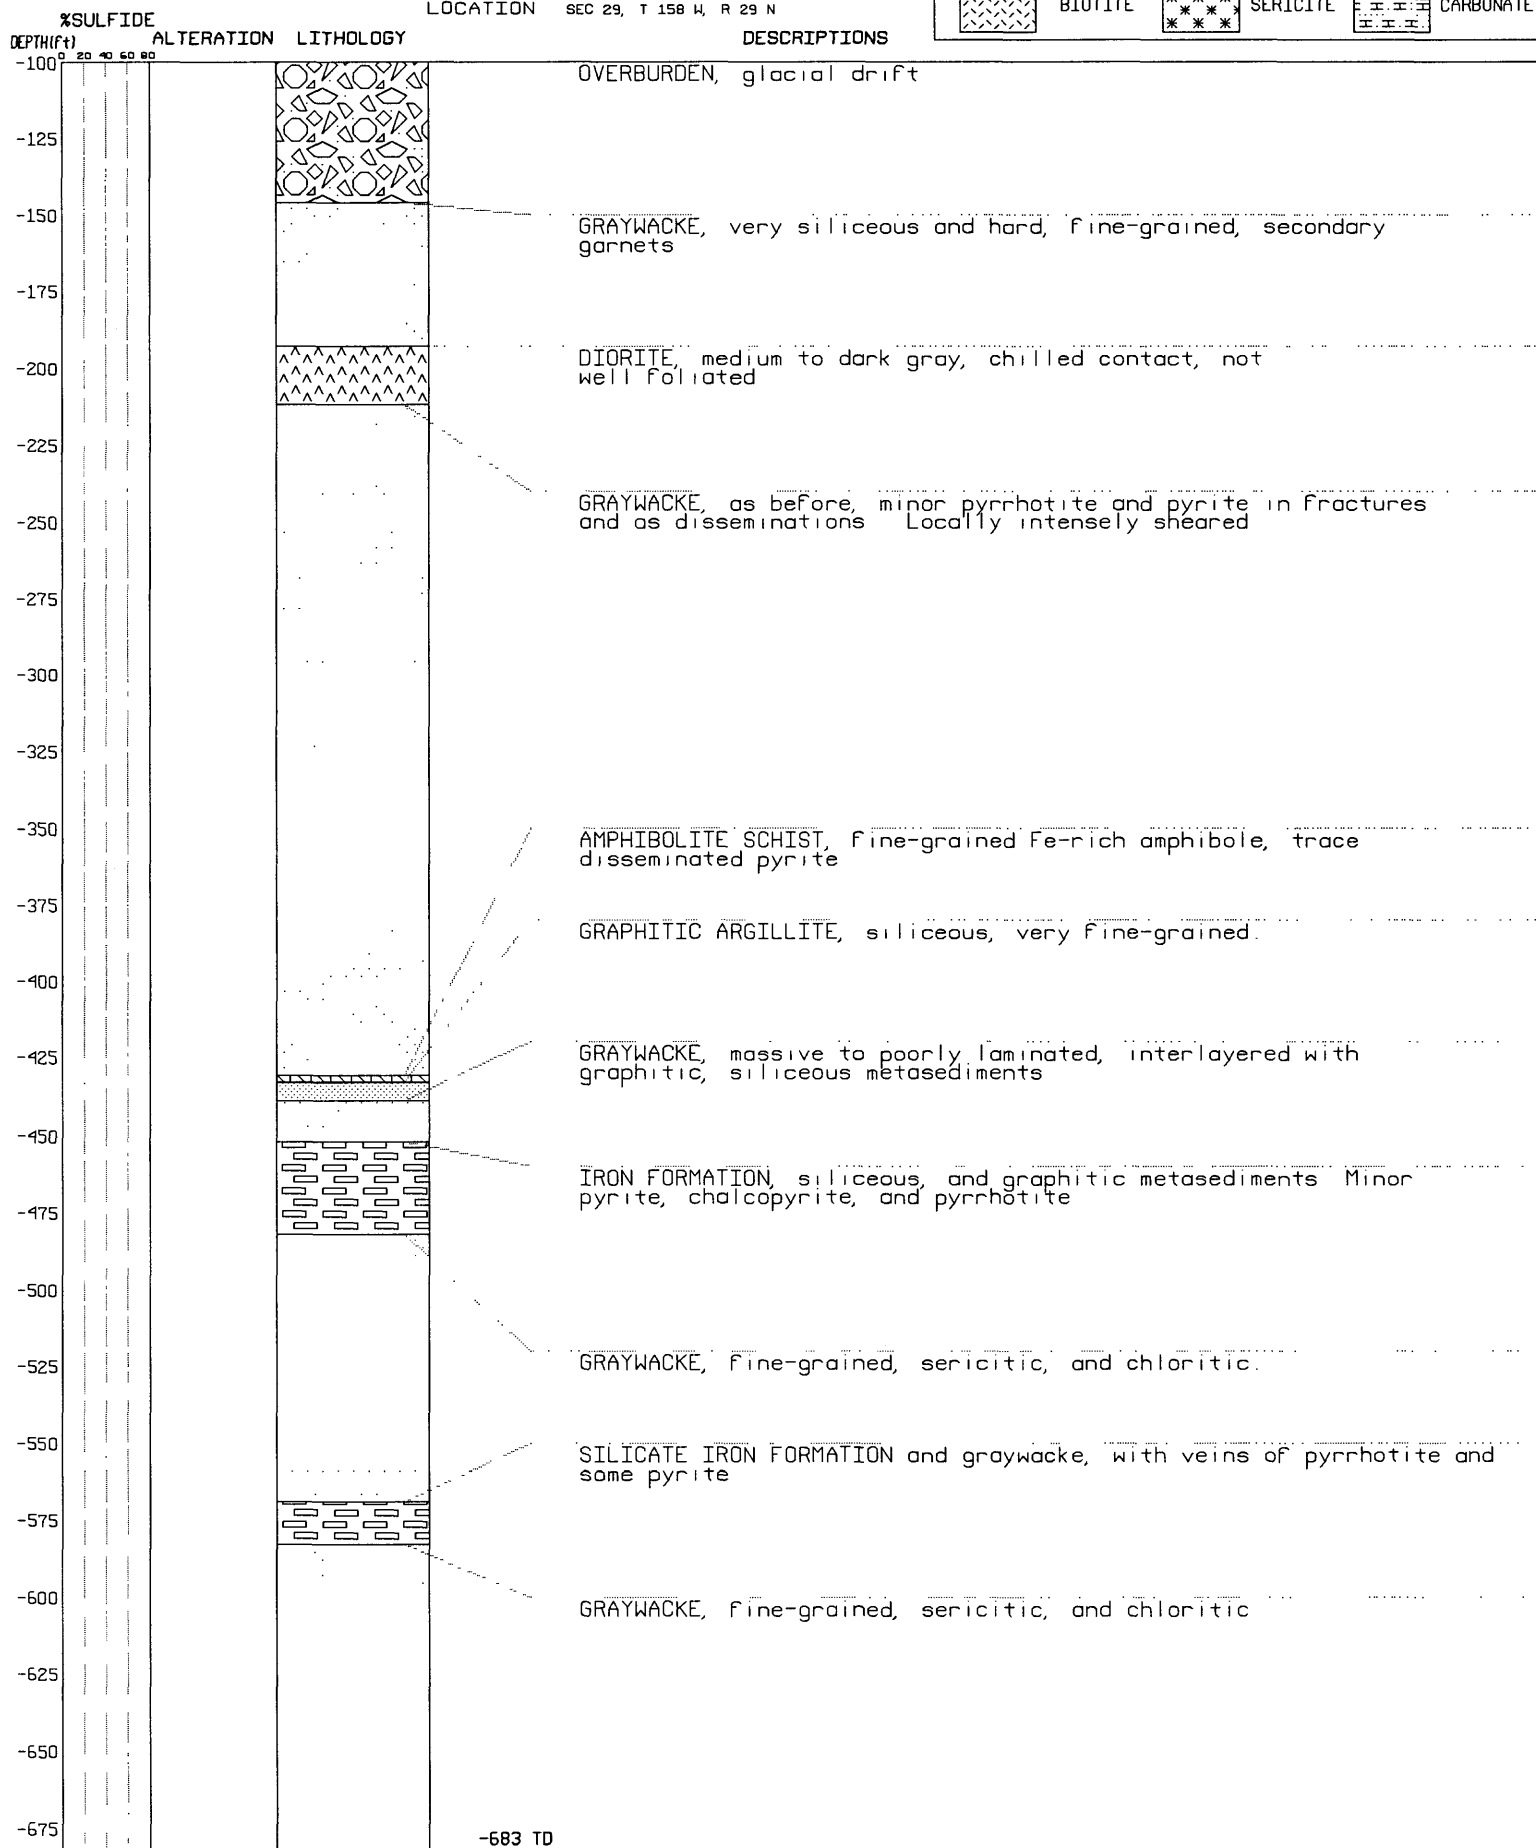 LOCATION SEC 29, T 158 W, R 29 N
BIOTITE SERICITE CARBONATE
%SULFIDE
DEPTH(ft) ALTERATION LITHOLOGY DESCRIPTIONS
0 20 40 60 80
-100
OVERBURDEN, glacial drift
-125
-150
GRAYWACKE, very siliceous and hard, fine-grained, secondary
garnets
-175
-200
DIORITE, medium to dark gray, chilled contact, not
well foliated
-225
-250
GRAYWACKE, as before, minor pyrrhotite and pyrite in fractures
and as disseminations Locally intensely sheared
-275
-300
-325
-350
AMPHIBOLITE SCHIST, fine-grained Fe-rich amphibole, trace
disseminated pyrite
-375
GRAPHITIC ARGILLITE, siliceous, very fine-grained.
-400
-425
GRAYWACKE, massive to poorly laminated, interlayered with
graphitic, siliceous metasediments
-450
IRON FORMATION, siliceous, and graphitic metasediments Minor
pyrite, chalcopyrite, and pyrrhotite
-475
-500
-525
GRAYWACKE, fine-grained, sericitic, and chloritic.
-550
SILICATE IRON FORMATION and graywacke, with veins of pyrrhotite and
some pyrite
-575
-600
GRAYWACKE, fine-grained, sericitic, and chloritic
-625
-650
-675
-683 TD